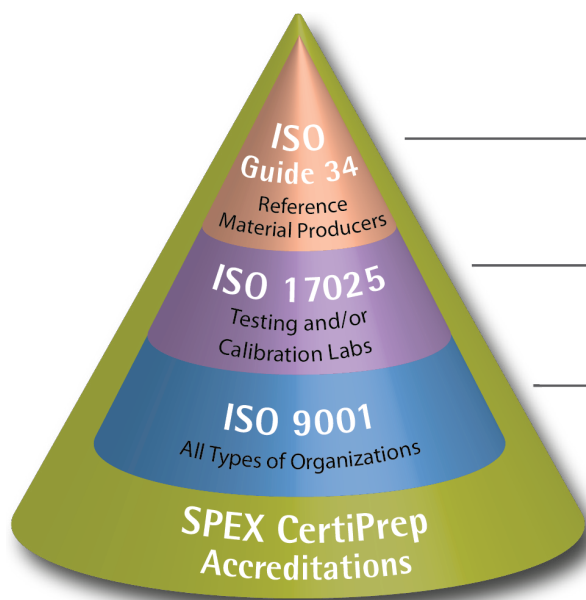 ISO
Guide 34
Reference
Material Producers
ISO 17025
Testing and/or
Calibration Labs
ISO 9001
All Types of Organizations
SPEX CertiPrep
Accreditations